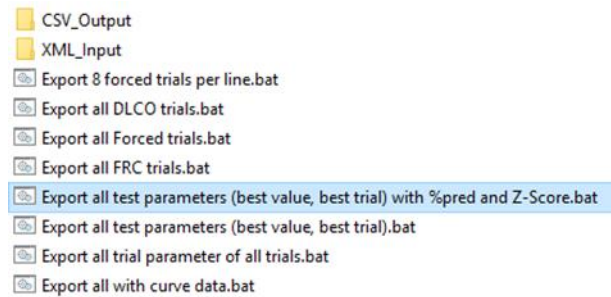 CSV_Output
XML_Input
Export 8 forced trials per line.bat
Export all DLCO trials.bat
Export all Forced trials.bat
Export all FRC trials.bat
Export all test parameters (best value, best trial) with %pred and Z-Score.bat
Export all test parameters (best value, best trial).bat
Export all trial parameter of all trials.bat
Export all with curve data.bat